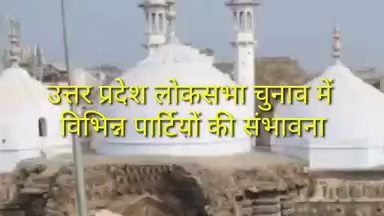 उत्तर प्रदेश लोकसभा चुनाव में
विभिन्न पार्टियों की संभावना